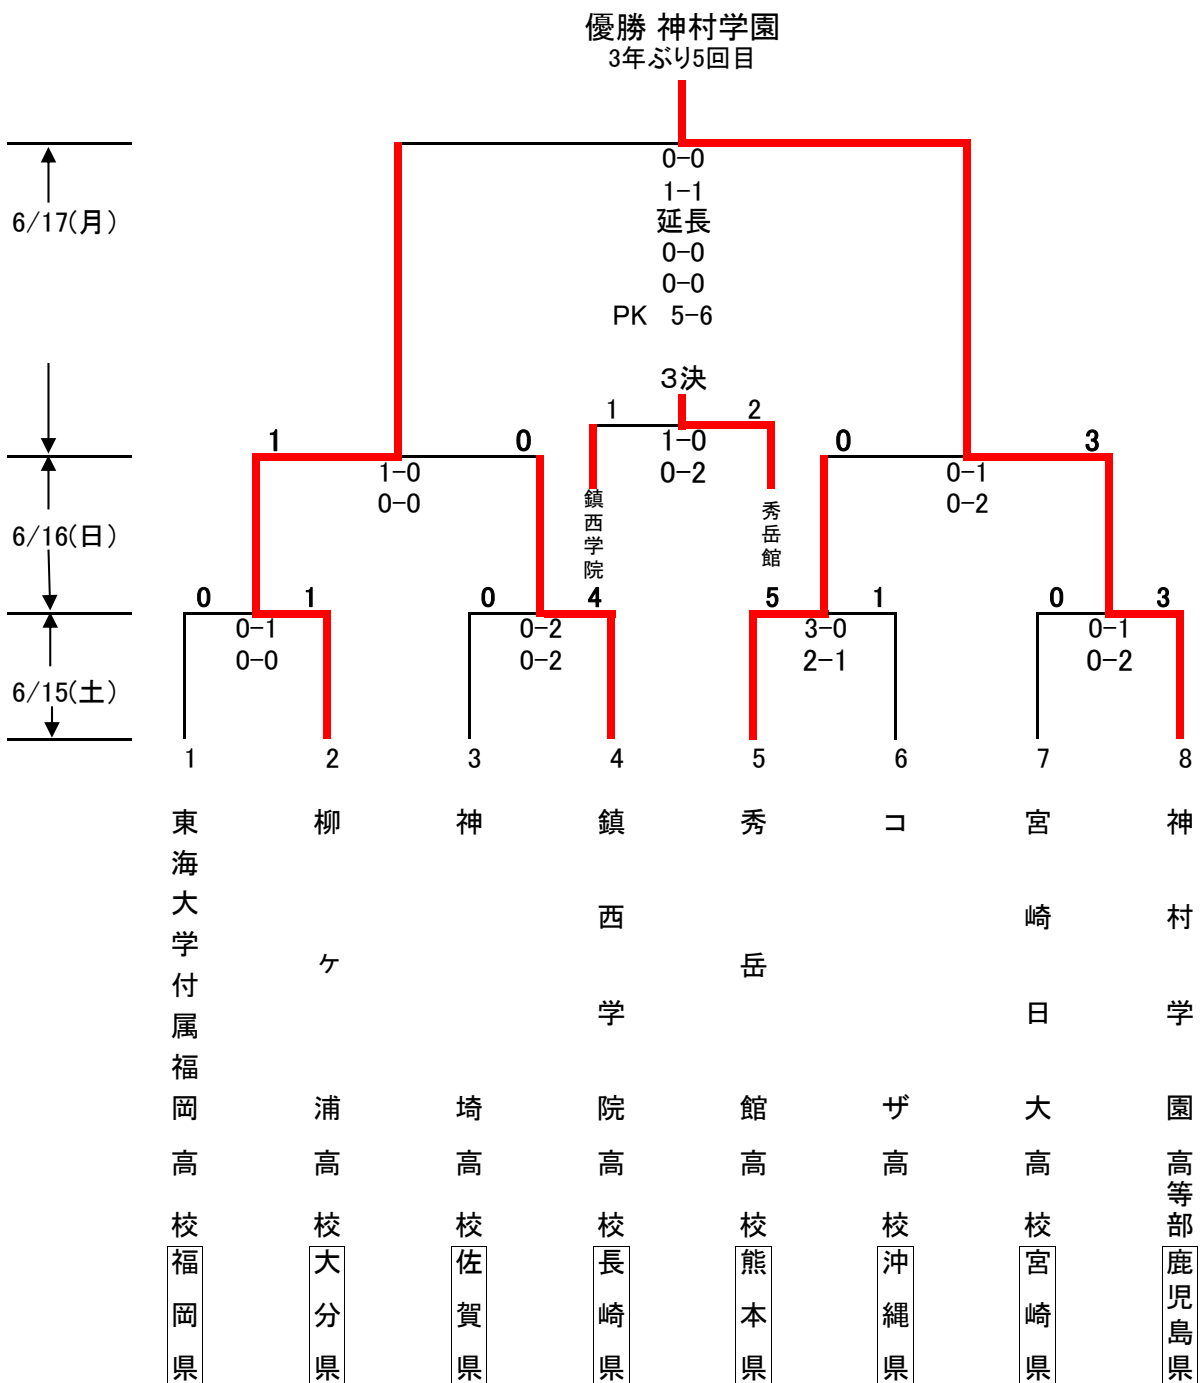 優勝 神村学園
3年ぶり5回目
0-0
1-1
延長
0-0
0-0
PK 5-6
6/17(月)
3決
1 2
1-0
0-2
鎮西学院
秀岳館
1 0
1-0
0-0
0 3
0-1
0-2
6/16(日)
0 1
0-1
0-0
0 4
0-2
0-2
5 1
3-0
2-1
0 3
0-1
0-2
6/15(土)
1 2 3 4 5 6 7 8
東海大学付属福岡高校
福岡県
柳ケ浦高校
大分県
神埼高校
佐賀県
鎮西学院高校
長崎県
秀岳館高校
熊本県
コザ高校
沖縄県
宮崎日大高校
宮崎県
神村学園高等部
鹿児島県